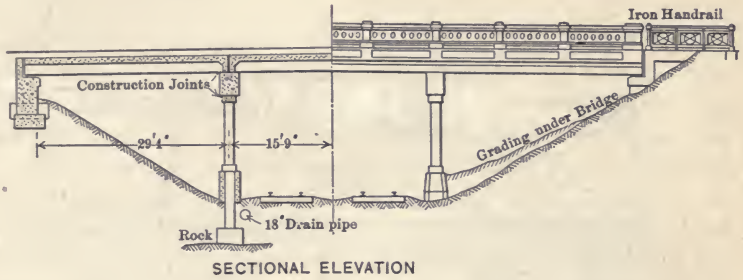 Iron Handrail
Construction Joints
29'4"
15'9"
Grading under Bridge
18" Drain pipe
Rock
SECTIONAL ELEVATION